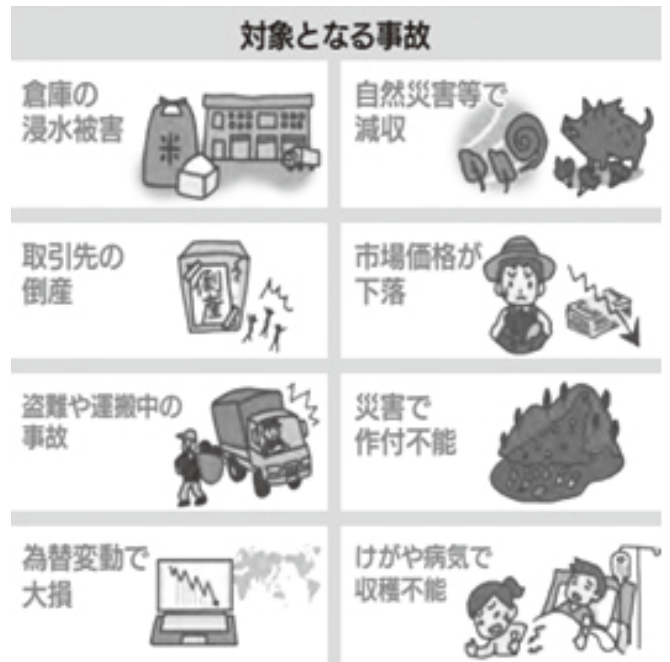 対象となる事故
倉庫の
浸水被害
米
自然災害等で
減収
取引先の
倒産
倒産
市場価格が
下落
盗難や運搬中の
事故
災害で
作付不能
為替変動で
大損
けがや病気で
収穫不能